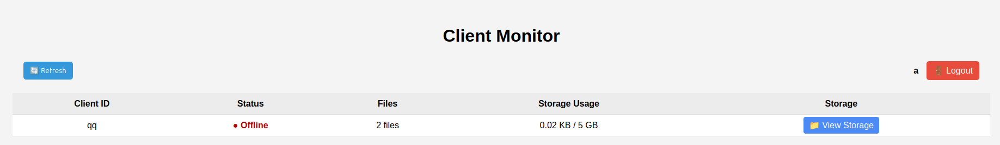 Client Monitor
🔄 Refresh
a 🚪 Logout
Client ID Status Files Storage Usage Storage
qq ● Offline 2 files 0.02 KB / 5 GB 📁 View Storage